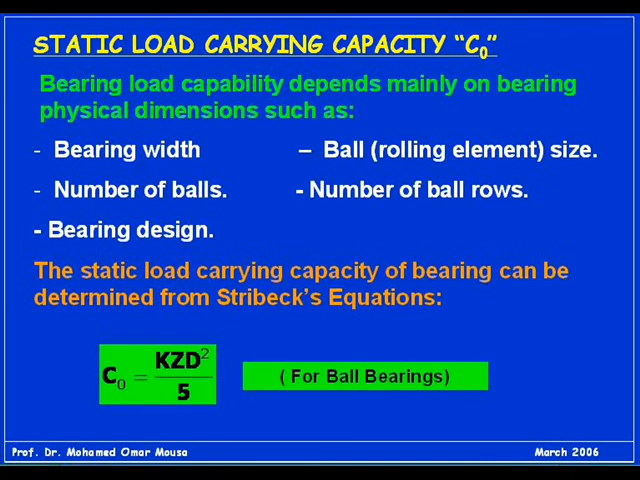 STATIC LOAD CARRYING CAPACITY “C₀”
Bearing load capability depends mainly on bearing
physical dimensions such as:
- Bearing width – Ball (rolling element) size.
- Number of balls. - Number of ball rows.
- Bearing design.
The static load carrying capacity of bearing can be
determined from Stribeck’s Equations:
C₀ = KZD² / 5 ( For Ball Bearings)
Prof. Dr. Mohamed Omar Mousa March 2006